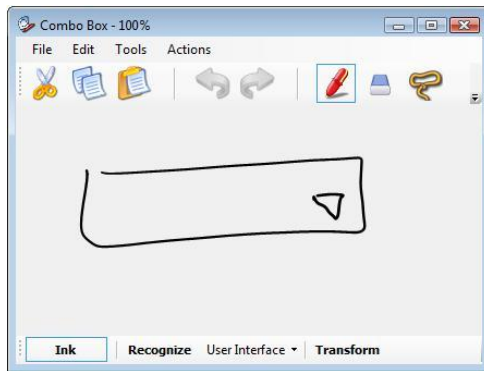 Combo Box - 100%
File Edit Tools Actions
Ink Recognize User Interface Transform